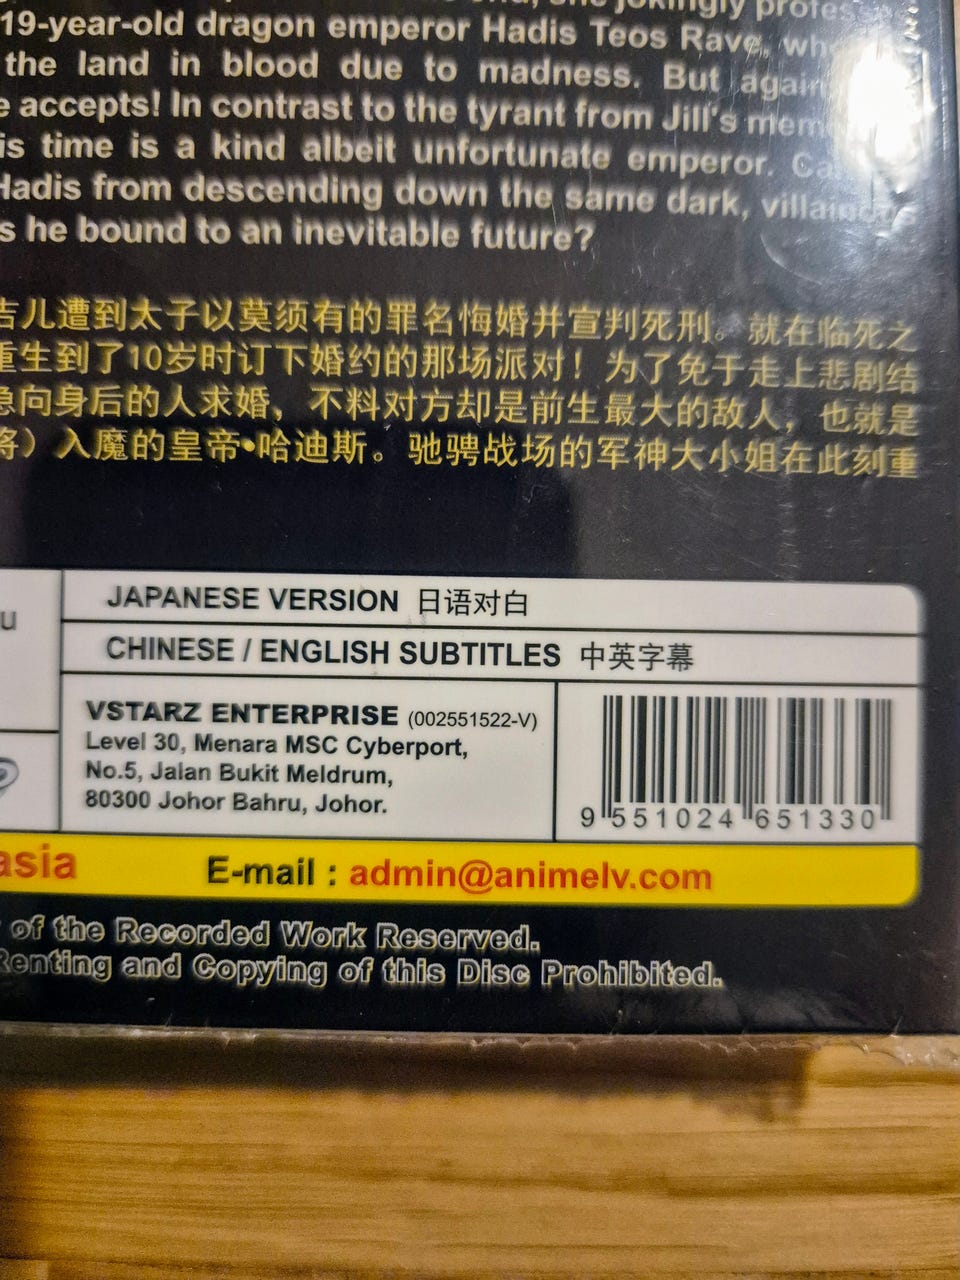 jokingly
19-year-old dragon emperor Hadis Teos Rave,
the land in blood due to madness. But
accepts! In contrast to the tyrant from Jill's
time is a kind albeit unfortunate emperor.
Hadis from descending down the same dark,
he bound to an inevitable future?
吉儿遭到太子以莫须有的罪名悔婚并宣判死刑。就在临死之
重生到了10岁时订下婚约的那场派对！为了免于走上悲剧结
急向身后的人求婚，不料对方却是前生最大的敌人，也就是
将）入魔的皇帝•哈迪斯。驰骋战场的军神大小姐在此刻重
u
JAPANESE VERSION 日语对白
CHINESE / ENGLISH SUBTITLES 中英字幕
VSTARZ ENTERPRISE (002551522-V)
Level 30, Menara MSC Cyberport,
No.5, Jalan Bukit Meldrum,
80300 Johor Bahru, Johor.
9 551024 651330
asia E-mail : admin@animelv.com
of the Recorded Work Reserved.
Renting and Copying of this Disc Prohibited.